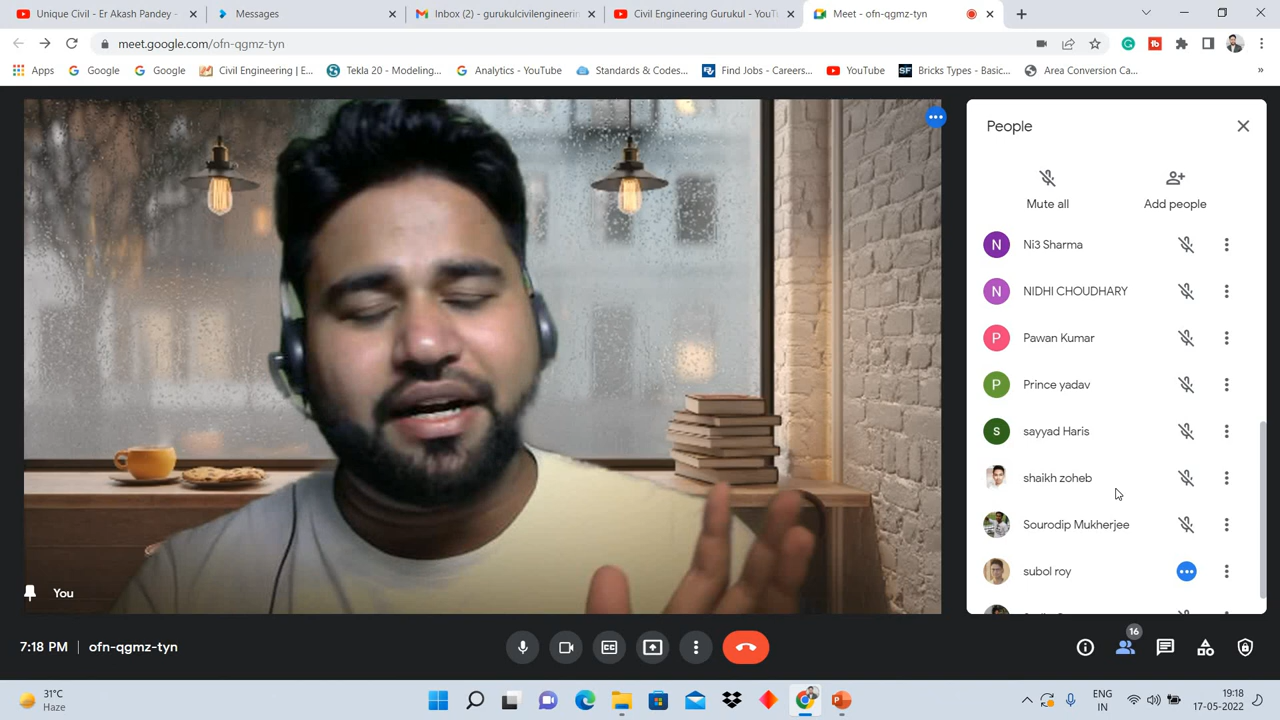 Unique Civil - Er Akash Pandey -
Messages
Inbox (2) - gurukulcivilengineerin
Civil Engineering Gurukul - YouTu
Meet - ofn-qgmz-tyn
meet.google.com/ofn-qgmz-tyn
Apps
Google
Google
Civil Engineering | E...
Tekla 20 - Modeling...
Analytics - YouTube
Standards & Codes...
Find Jobs - Careers...
YouTube
SF
Bricks Types - Basic...
Area Conversion Ca...
»
People
Mute all
Add people
N
Ni3 Sharma
N
NIDHI CHOUDHARY
P
Pawan Kumar
P
Prince yadav
s
sayyad Haris
shaikh zoheb
Sourodip Mukherjee
subol roy
You
7:18 PM | ofn-qgmz-tyn
CC
16
31°C
Haze
ENG
IN
19:18
17-05-2022